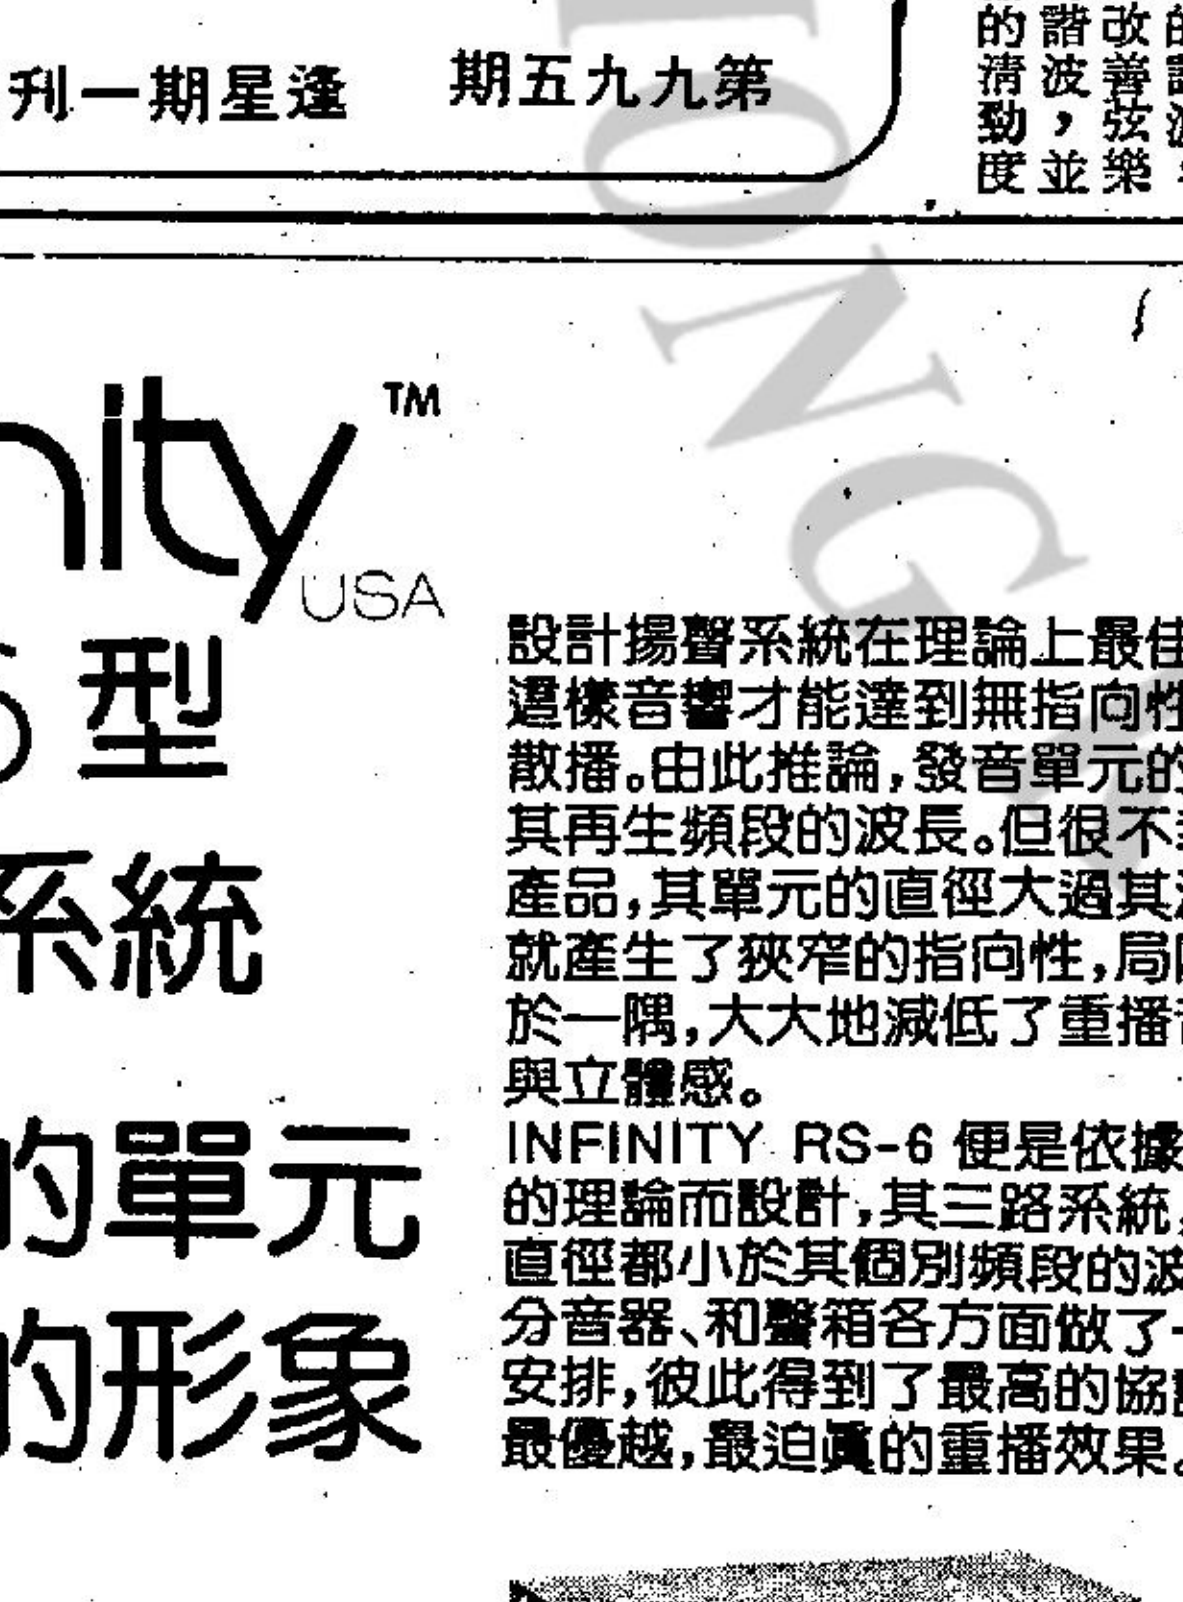 第九九五期
逢星期一刊
的諧改
清波善
勁，弦
度並樂
nity™
USA
6型
系統
的單元
的形象
設計揚聲系統在理論上最佳
這樣音響才能達到無指向性
散播。由此推論，發音單元的
其再生頻段的波長。但很不幸
產品，其單元的直徑大過其波
就產生了狹窄的指向性，局限
於一隅，大大地減低了重播音
與立體感。
INFINITY RS-6 便是依據
的理論而設計，其三路系統，
直徑都小於其個別頻段的波
分音器、和聲箱各方面做了一
安排，彼此得到了最高的協調
最優越，最迫眞的重播效果。